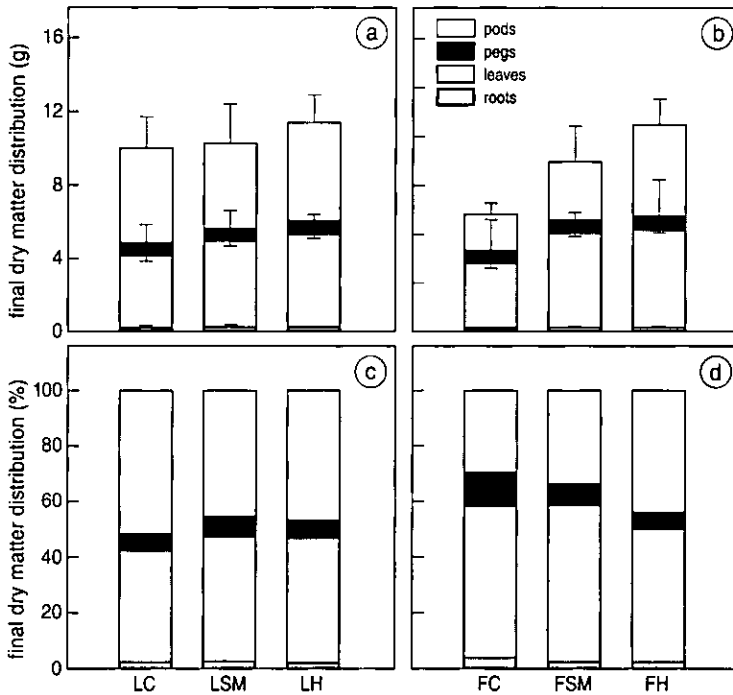 a
b
final dry matter distribution (g)
16
12
8
4
0
pods
pegs
leaves
roots
c
d
final dry matter distribution (%)
100
80
60
40
20
0
LC LSM LH
FC FSM FH